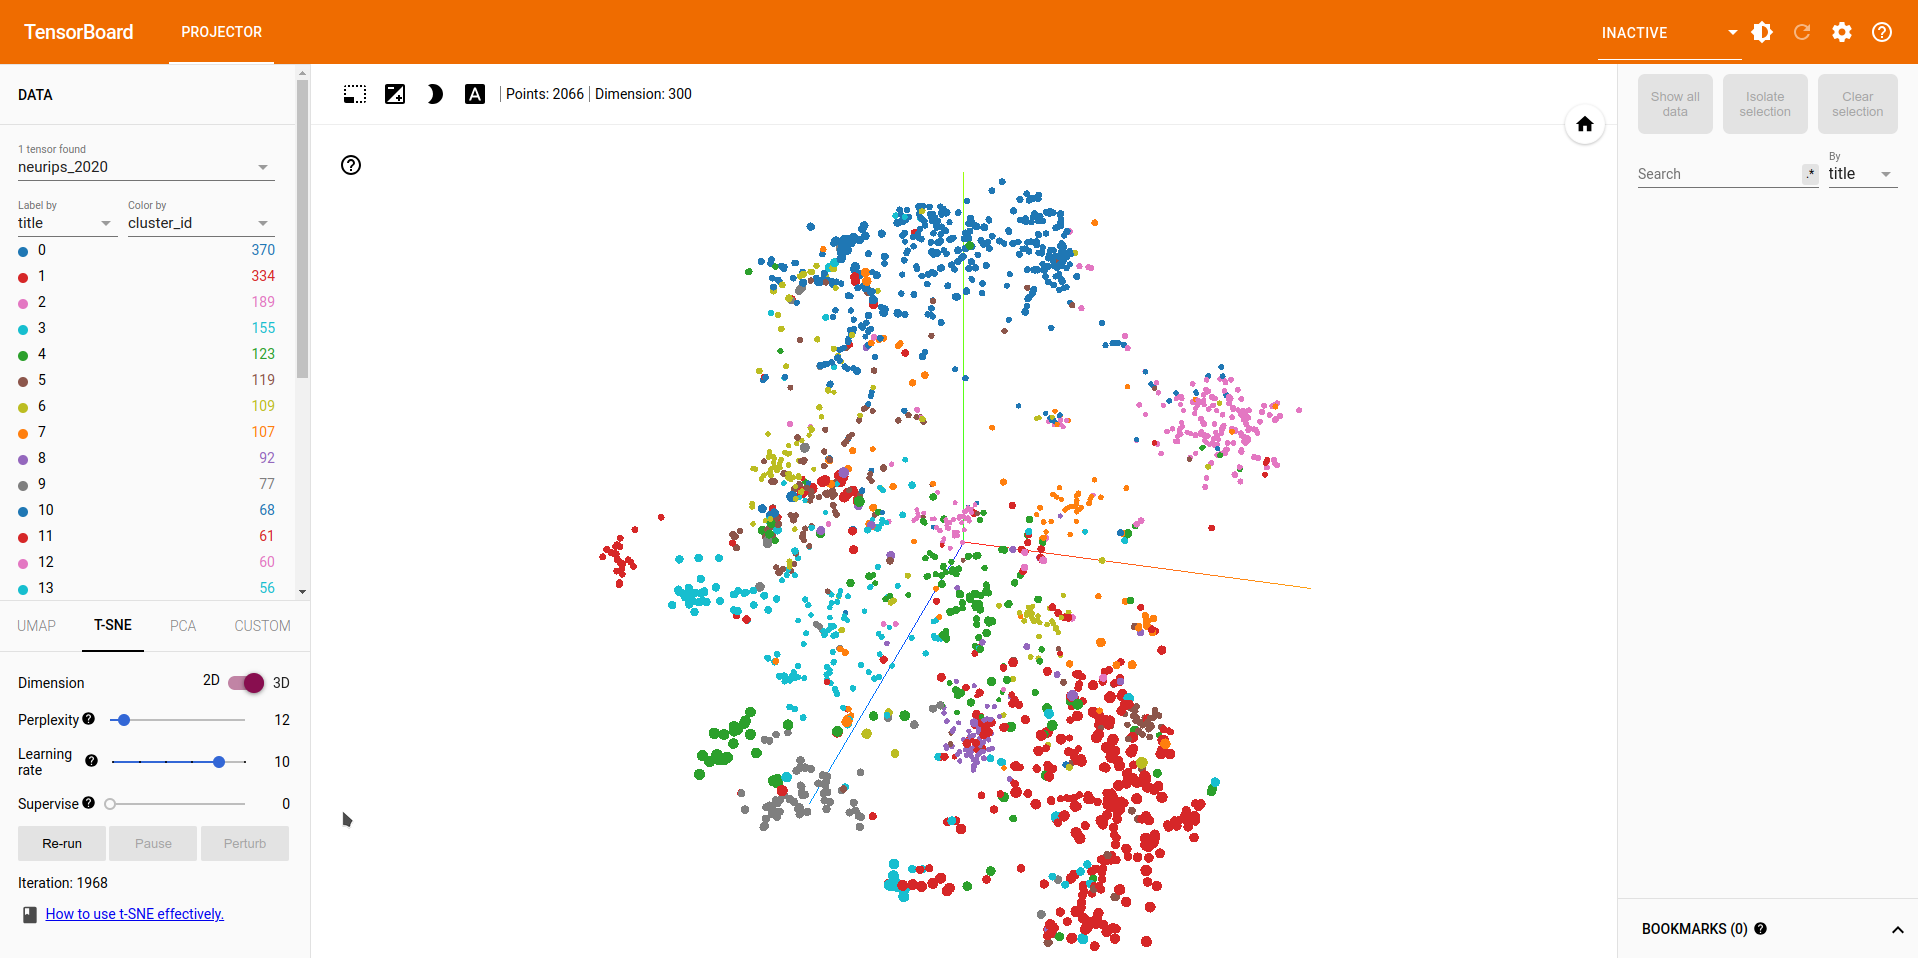 TensorBoard
PROJECTOR
INACTIVE
DATA
1 tensor found
neurips_2020
Label by
title
Color by
cluster_id
0 370
1 334
2 189
3 155
4 123
5 119
6 109
7 107
8 92
9 77
10 68
11 61
12 60
13 56
UMAP T-SNE PCA CUSTOM
Dimension 2D 3D
Perplexity ? 12
Learning rate ? 10
Supervise ? 0
Re-run Pause Perturb
Iteration: 1968
How to use t-SNE effectively.
A | Points: 2066 | Dimension: 300
Show all data
Isolate selection
Clear selection
Search .*
By
title
BOOKMARKS (0) ?